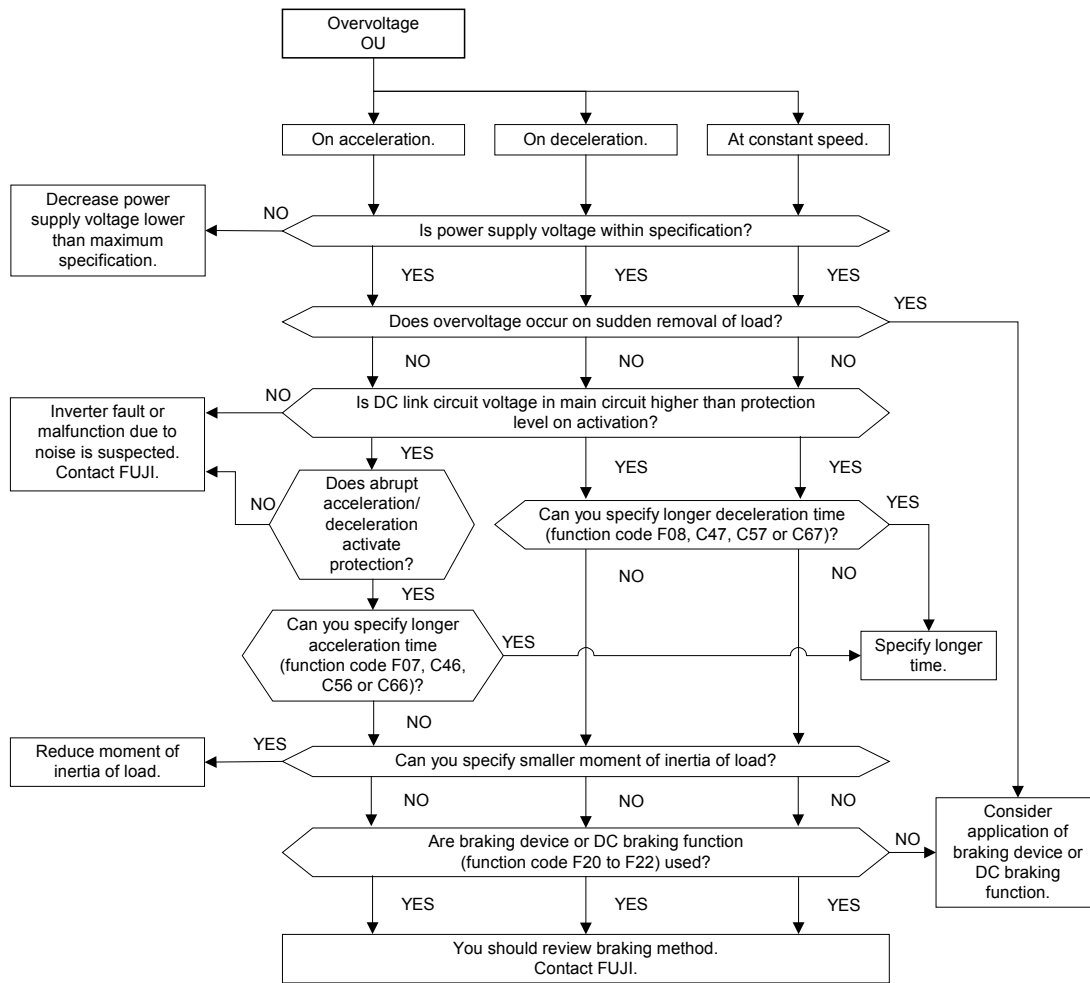 Overvoltage
OU
On acceleration.
On deceleration.
At constant speed.
Decrease power
supply voltage lower
than maximum
specification.
NO
Is power supply voltage within specification?
YES
YES
YES
YES
Does overvoltage occur on sudden removal of load?
NO
NO
NO
NO
Is DC link circuit voltage in main circuit higher than protection
level on activation?
Inverter fault or
malfunction due to
noise is suspected.
Contact FUJI.
YES
YES
YES
NO
Does abrupt
acceleration/
deceleration
activate
protection?
Can you specify longer deceleration time
(function code F08, C47, C57 or C67)?
YES
NO
NO
YES
Can you specify longer
acceleration time
(function code F07, C46,
C56 or C66)?
YES
Specify longer
time.
NO
Reduce moment of
inertia of load.
YES
Can you specify smaller moment of inertia of load?
NO
NO
NO
Are braking device or DC braking function
(function code F20 to F22) used?
NO
Consider
application of
braking device or
DC braking
function.
YES
YES
YES
You should review braking method.
Contact FUJI.